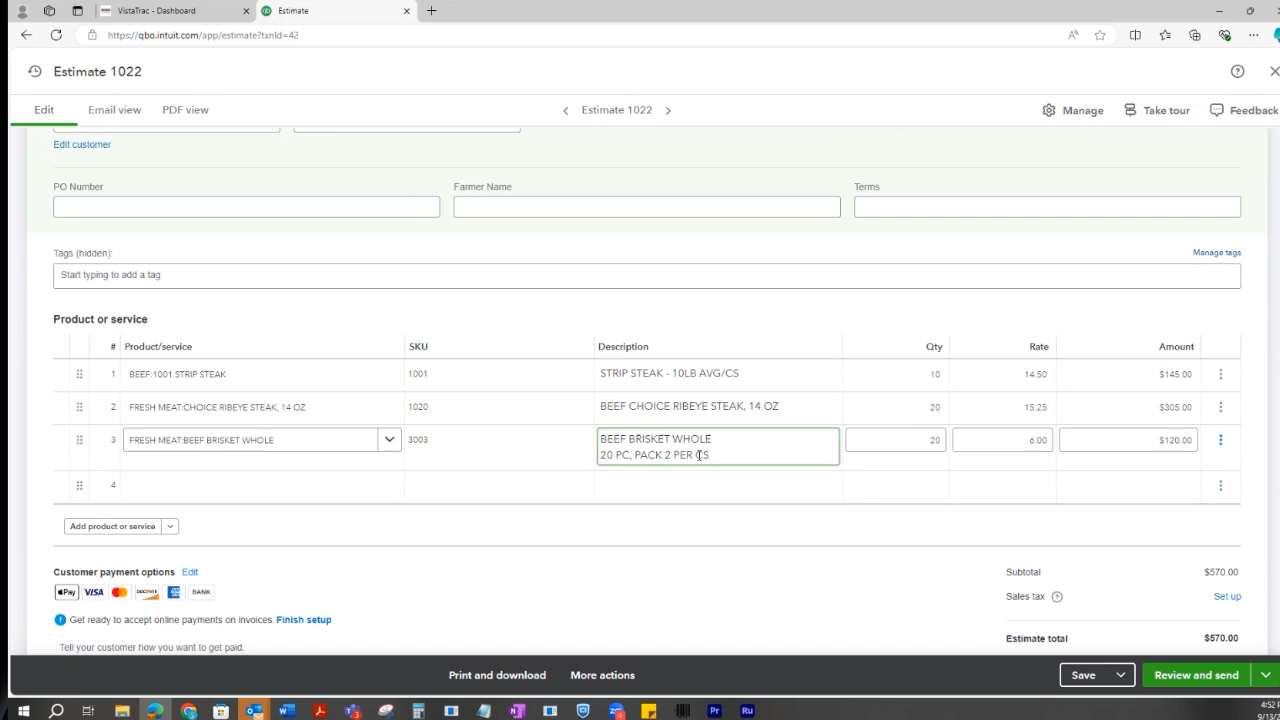 VistaTrac - Dashboard
Estimate
https://qbo.intuit.com/app/estimate?txnId=42
Estimate 1022
Edit Email view PDF view Estimate 1022 Manage Take tour Feedback
Edit customer
PO Number Farmer Name Terms
Tags (hidden): Manage tags
Start typing to add a tag
Product or service
# Product/service SKU Description Qty Rate Amount
1 BEEF:1001 STRIP STEAK 1001 STRIP STEAK - 10LB AVG/CS 10 14.50 $145.00
2 FRESH MEAT:CHOICE RIBEYE STEAK, 14 OZ 1020 BEEF CHOICE RIBEYE STEAK, 14 OZ 20 15.25 $305.00
3 FRESH MEAT:BEEF BRISKET WHOLE 3003 BEEF BRISKET WHOLE 20 6.00 $120.00
20 PC, PACK 2 PER CS
4
Add product or service
Customer payment options Edit Subtotal $570.00
Pay VISA DISCOVER BANK Sales tax Set up
Get ready to accept online payments on invoices. Finish setup
Estimate total $570.00
Tell your customer how you want to get paid.
Print and download More actions Save Review and send
4:52
9/13/